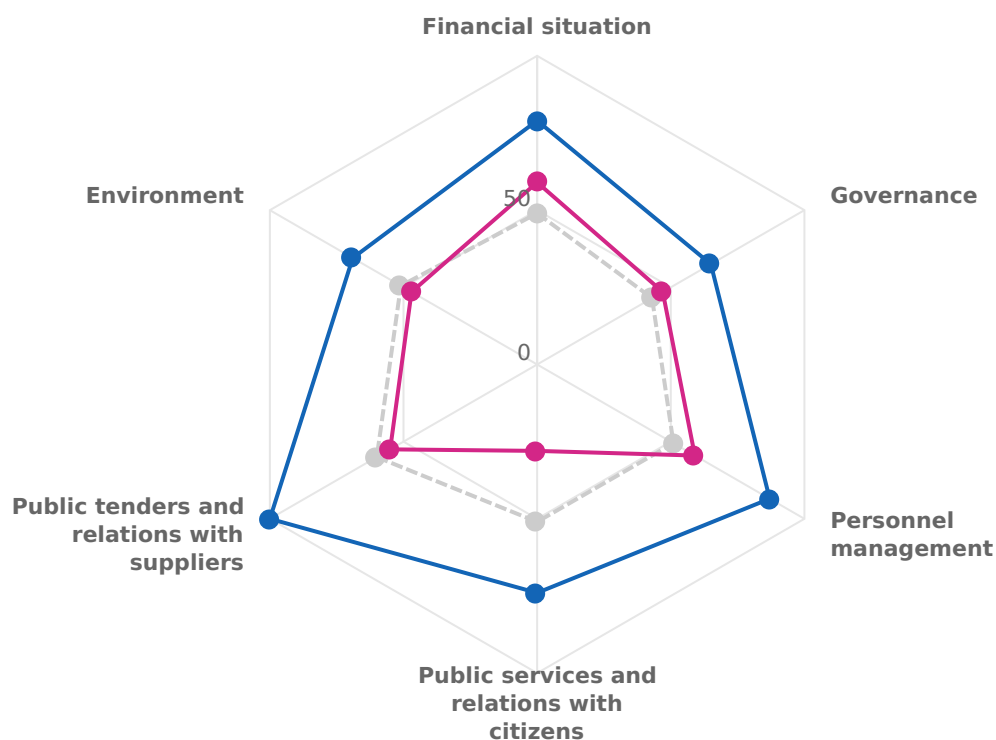 Financial situation
Environment
Governance
50
0
Public tenders and
relations with
suppliers
Personnel
management
Public services and
relations with
citizens